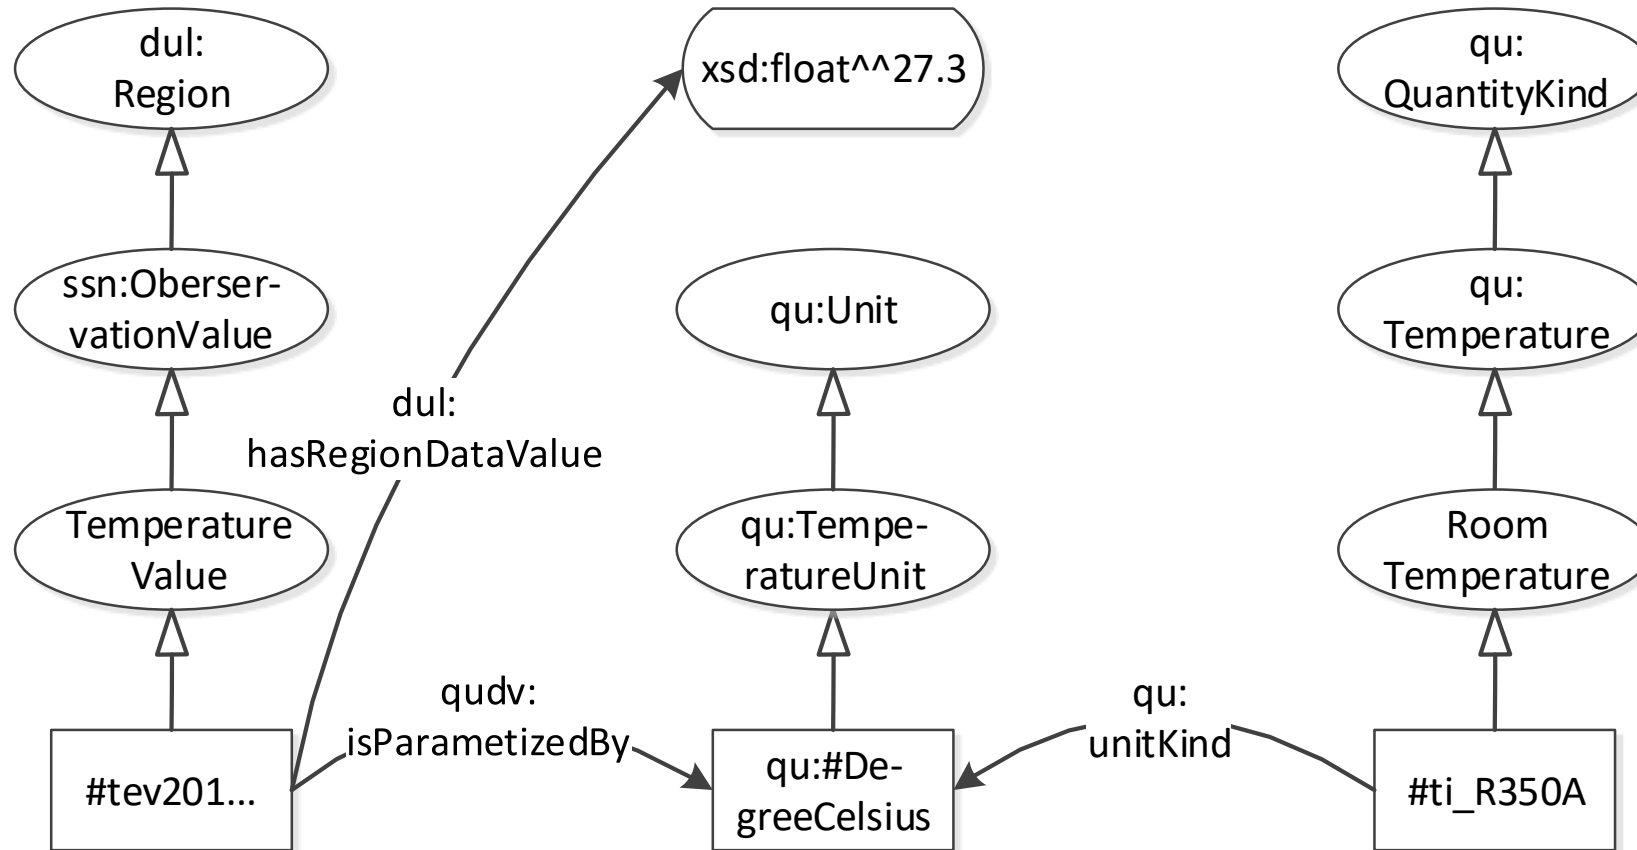 dul:
Region
xsd:float^^27.3
qu:
QuantityKind
ssn:Oberser-
vationValue
qu:Unit
qu:
Temperature
dul:
hasRegionDataValue
Temperature
Value
qu:Tempe-
ratureUnit
Room
Temperature
qudv:
isParametizedBy
qu:
unitKind
#tev201...
qu:#De-
greeCelsius
#ti_R350A